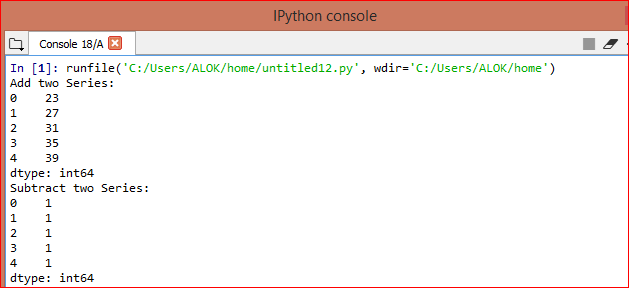 IPython console
Console 18/A
In [1]: runfile('C:/Users/ALOK/home/untitled12.py', wdir='C:/Users/ALOK/home')
Add two Series:
0    23
1    27
2    31
3    35
4    39
dtype: int64
Subtract two Series:
0    1
1    1
2    1
3    1
4    1
dtype: int64